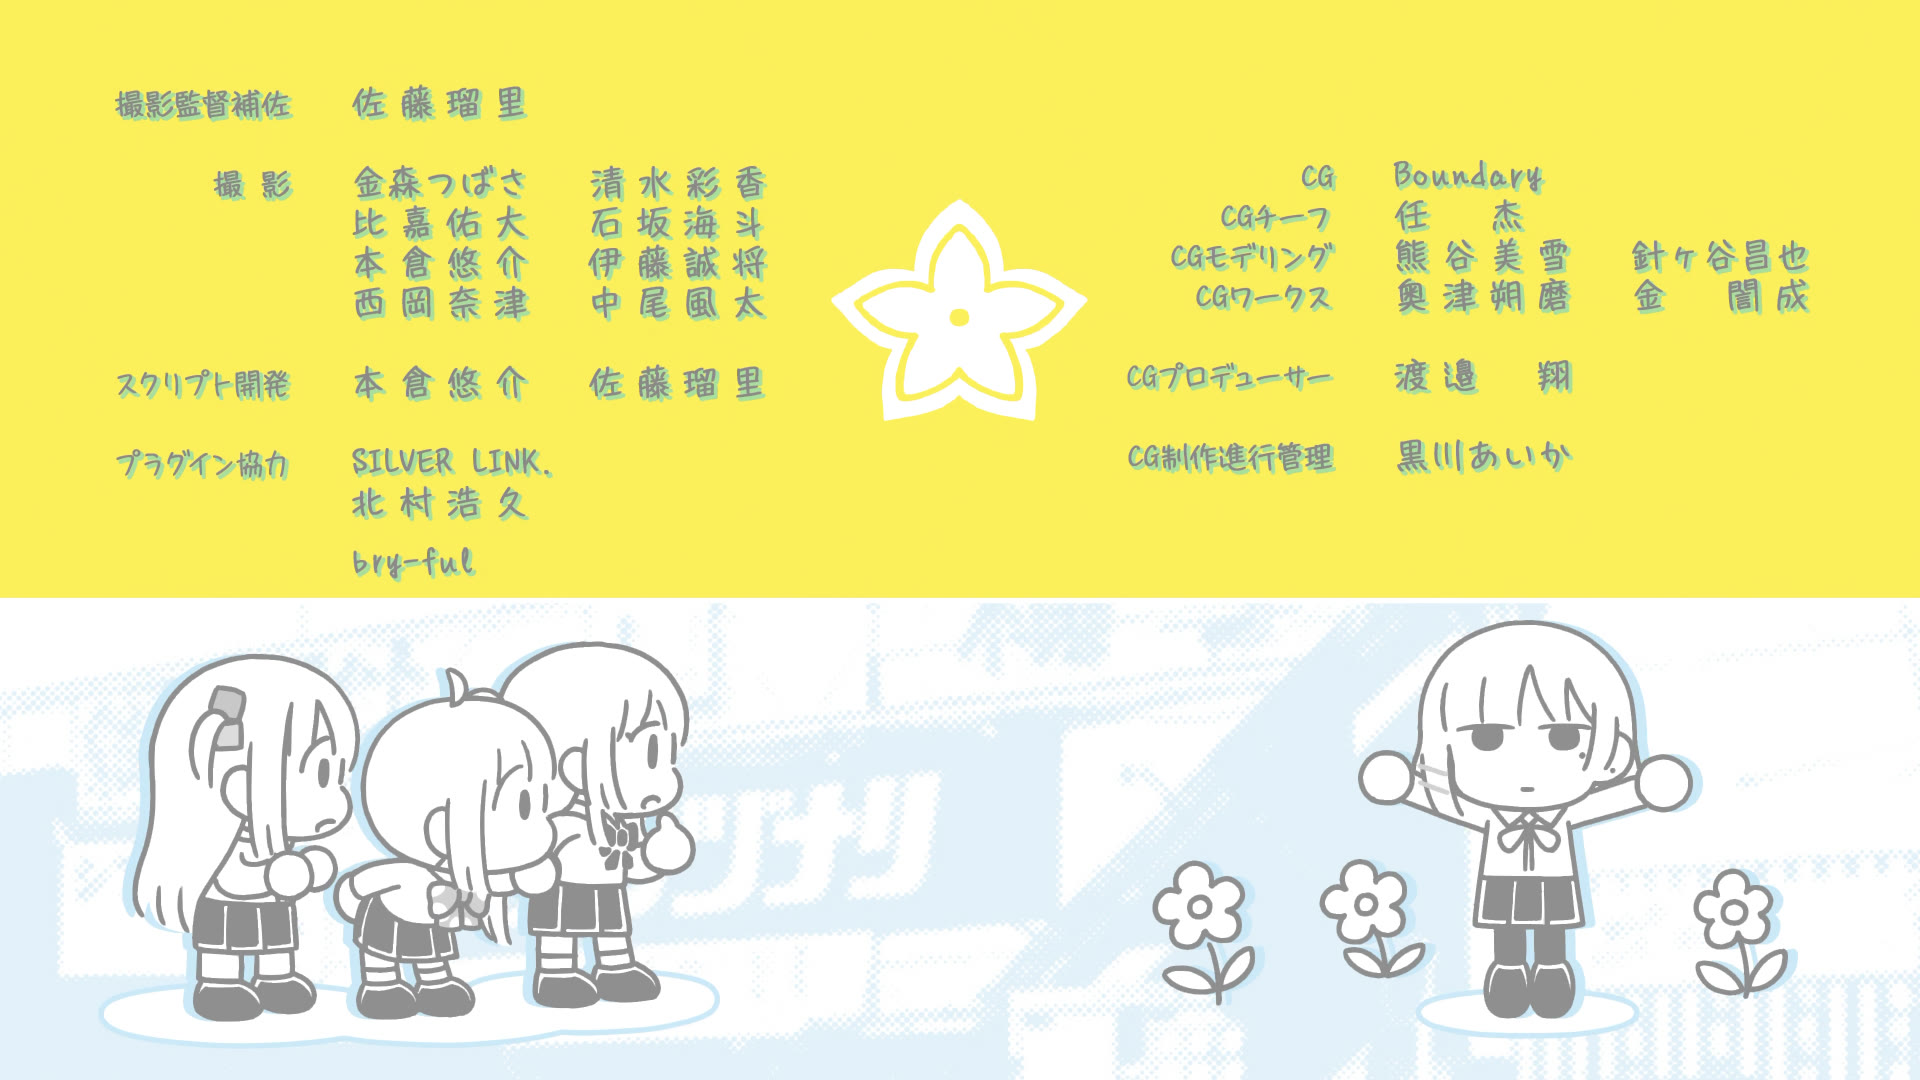 撮影監督補佐 佐藤瑠里
撮影 金森つばさ 清水彩香
比嘉佑大 石坂海斗
本倉悠介 伊藤誠将
西岡奈津 中尾風太
スクリプト開発 本倉悠介 佐藤瑠里
プラグイン協力 SILVER LINK.
北村浩久
bry-ful
CG Boundary
CGチーフ 任杰
CGモデリング 熊谷美雪 針ヶ谷昌也
CGワークス 奥津朔磨 金誾成
CGプロデューサー 渡邉翔
CG制作進行管理 黒川あいか